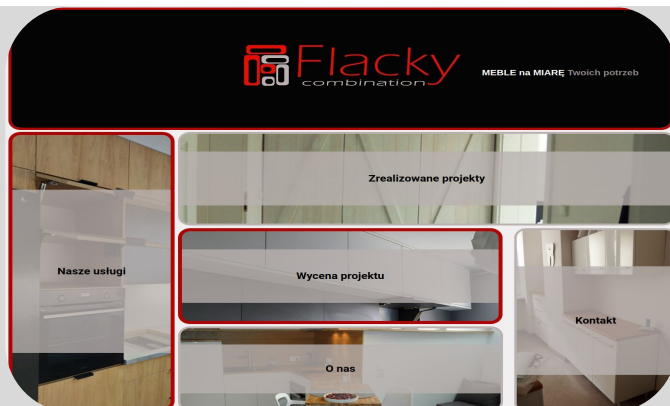 Flacky
combination
MEBLE na MIARĘ Twoich potrzeb
Zrealizowane projekty
Nasze usługi
Wycena projektu
Kontakt
O nas